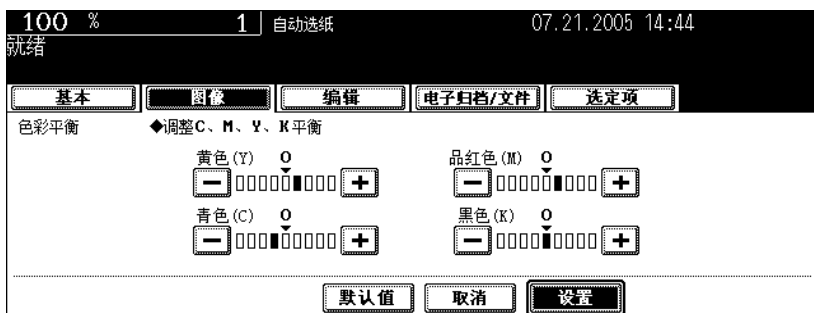 100 % 1 自动选纸 07.21.2005 14:44
就绪
基本 图像 编辑 电子归档/文件 选定项
色彩平衡 ◆调整C、M、Y、K平衡
黄色(Y) 0 品红色(M) 0
青色(C) 0 黑色(K) 0
默认值 取消 设置